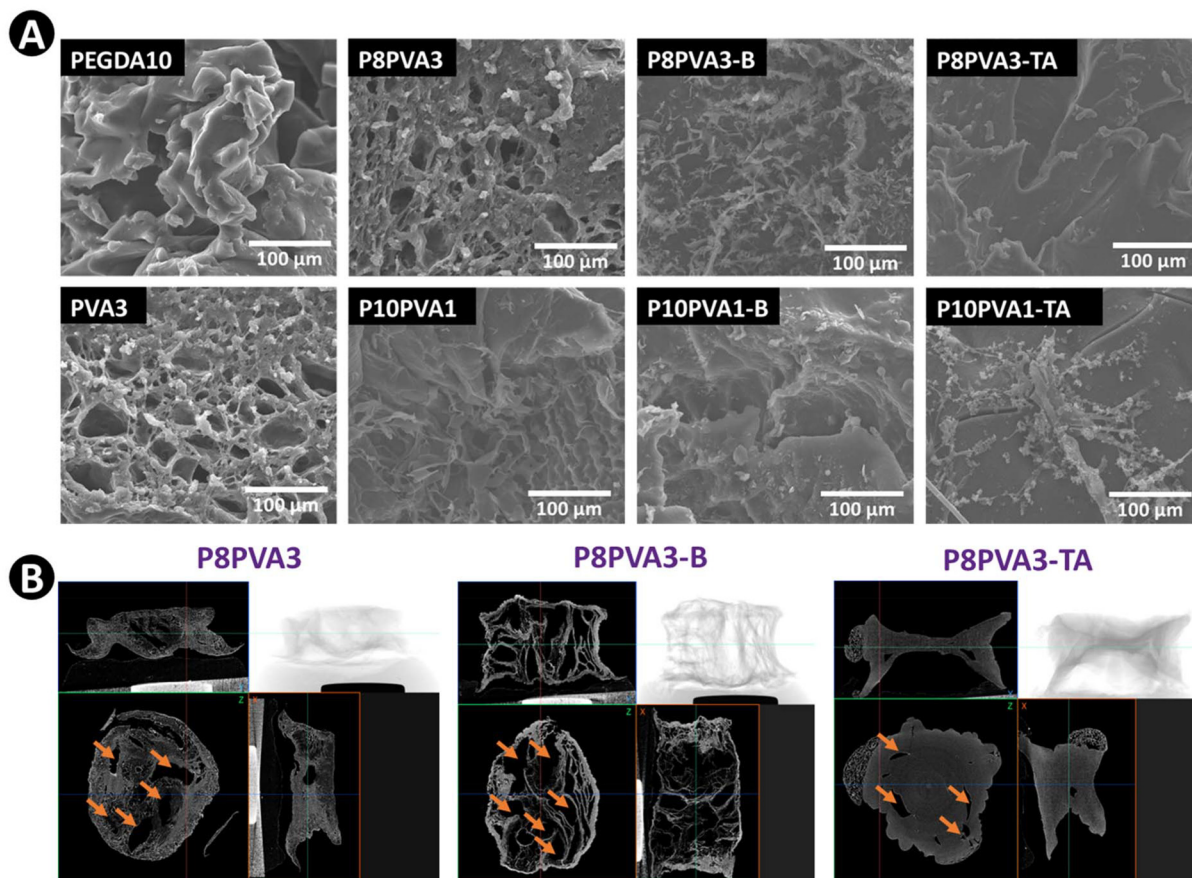 A
PEGDA10
P8PVA3
P8PVA3-B
P8PVA3-TA
100 µm
100 µm
100 µm
100 µm
PVA3
P10PVA1
P10PVA1-B
P10PVA1-TA
100 µm
100 µm
100 µm
100 µm
B
P8PVA3
P8PVA3-B
P8PVA3-TA
Z
X
Z
X
Z
X